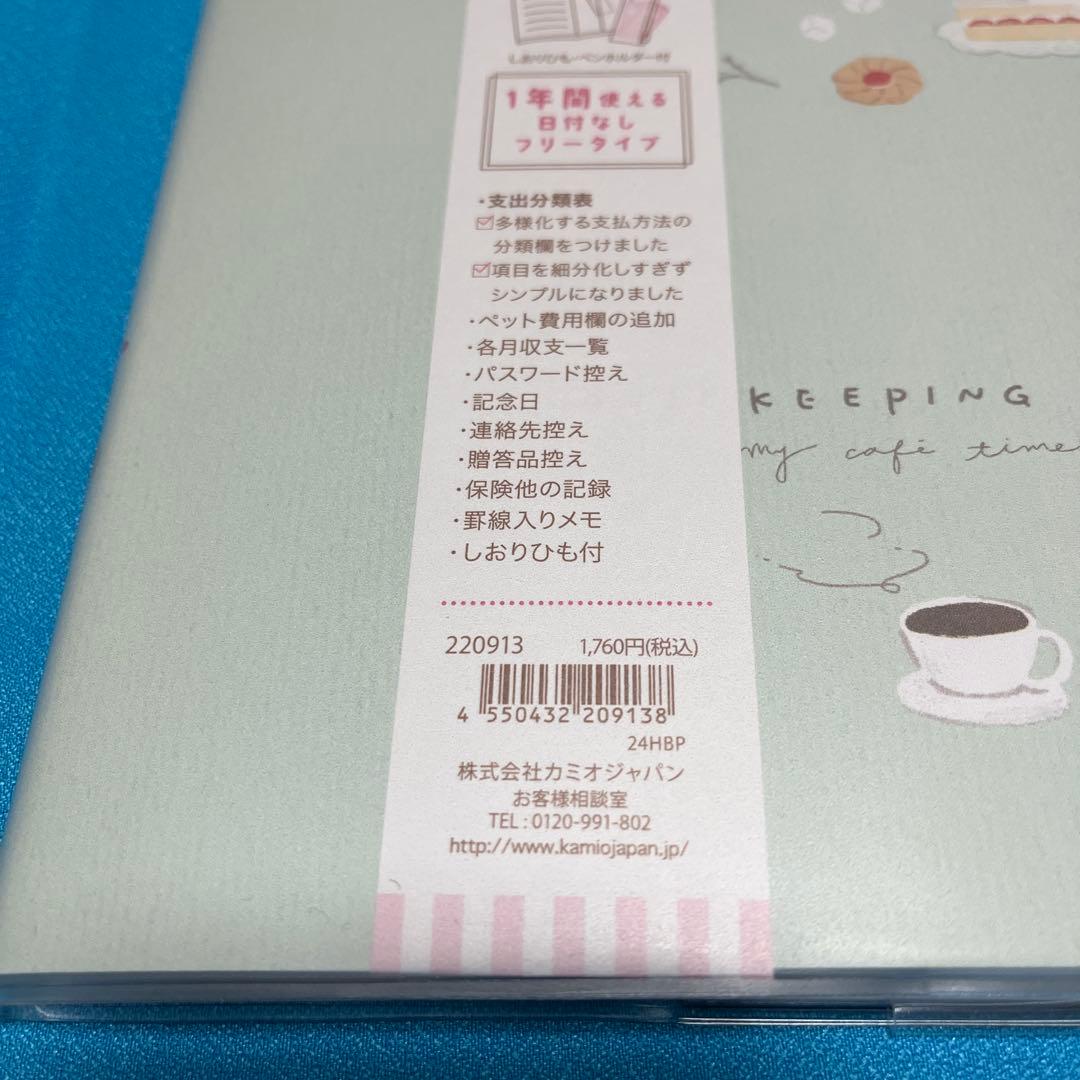 しおりひも・ペンホルダー付
1年間使える
日付なし
フリータイプ
・支出分類表
多様化する支払方法の
分類欄をつけました
項目を細分化しすぎず
シンプルになりました
・ペット費用欄の追加
・各月収支一覧
・パスワード控え
・記念日
・連絡先控え
・贈答品控え
・保険他の記録
・罫線入りメモ
・しおりひも付
220913 1,760円(税込)
4 550432 209138
24HBP
株式会社カミオジャパン
お客様相談室
TEL : 0120-991-802
http://www.kamiojapan.jp/
KEEPING
my café time